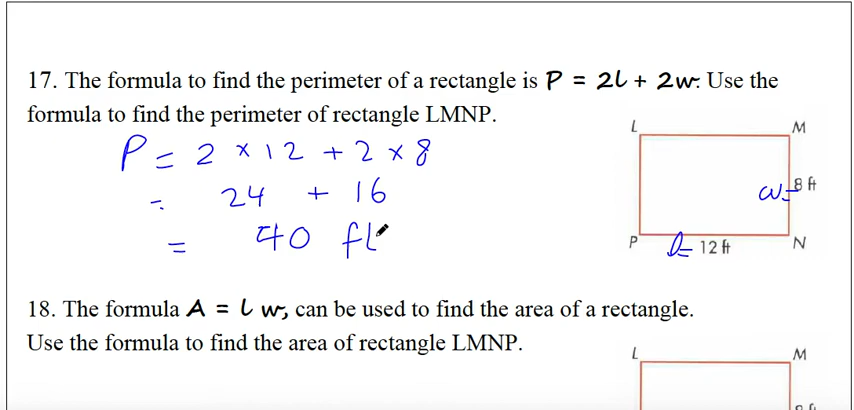 17. The formula to find the perimeter of a rectangle is P = 2l + 2w. Use the
formula to find the perimeter of rectangle LMNP.
P = 2 × 12 + 2 × 8
= 24 + 16
= 40 ft
L
M
w= 8 ft
P
l= 12 ft
N
18. The formula A = l w, can be used to find the area of a rectangle.
Use the formula to find the area of rectangle LMNP.
L
M